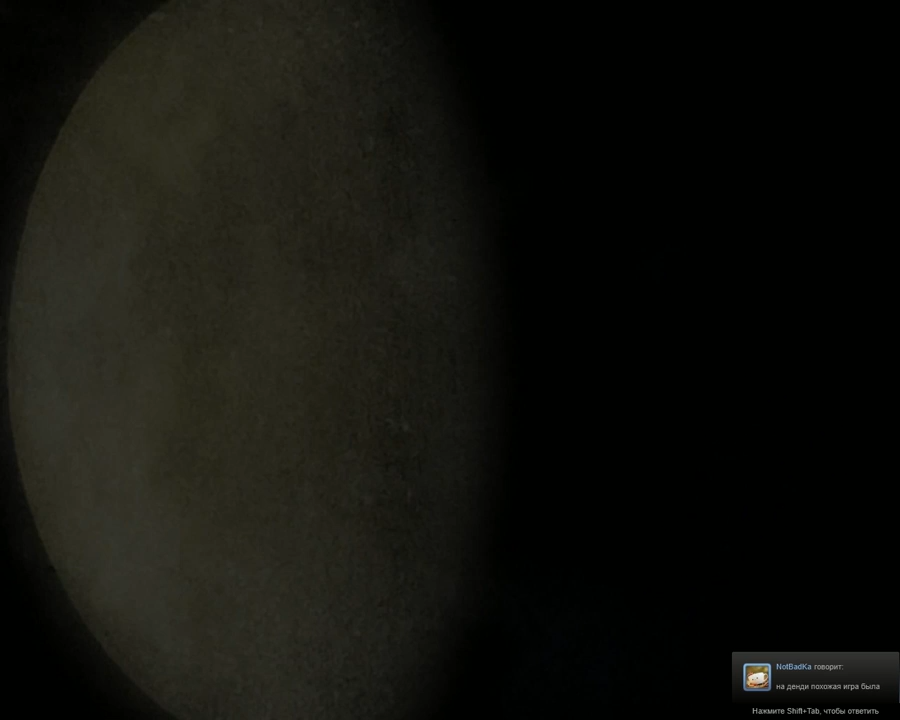 NotBadKa говорит:
на денди похожая игра была
Нажмите Shift+Tab, чтобы ответить